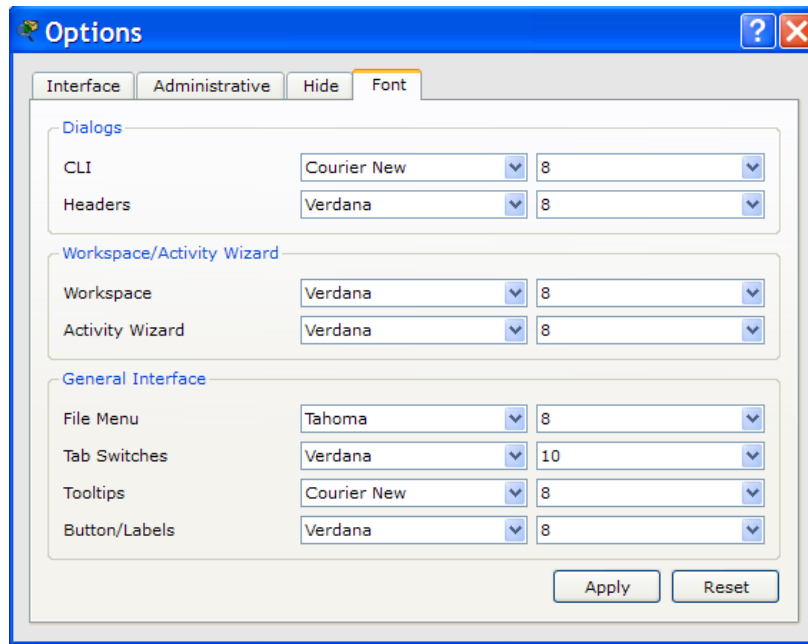 Options
Interface Administrative Hide Font
Dialogs
CLI Courier New 8
Headers Verdana 8
Workspace/Activity Wizard
Workspace Verdana 8
Activity Wizard Verdana 8
General Interface
File Menu Tahoma 8
Tab Switches Verdana 10
Tooltips Courier New 8
Button/Labels Verdana 8
Apply Reset